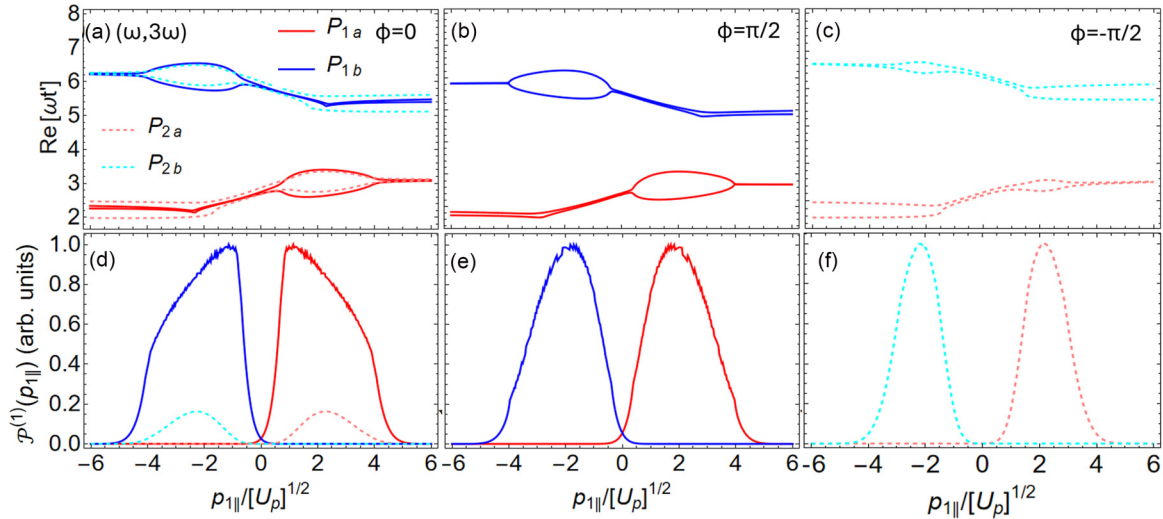 (a) (ω,3ω) P1a ϕ=0
P1b
P2a
P2b
Re[ωt']
8
7
6
5
4
3
2
(b) ϕ=π/2
(c) ϕ=-π/2
(d)
𝒫(1)(p1∥) (arb. units)
1.0
0.8
0.6
0.4
0.2
0.0
(e)
(f)
-6 -4 -2 0 2 4 6
-6 -4 -2 0 2 4 6
-6 -4 -2 0 2 4 6
p1∥/[Up]1/2
p1∥/[Up]1/2
p1∥/[Up]1/2